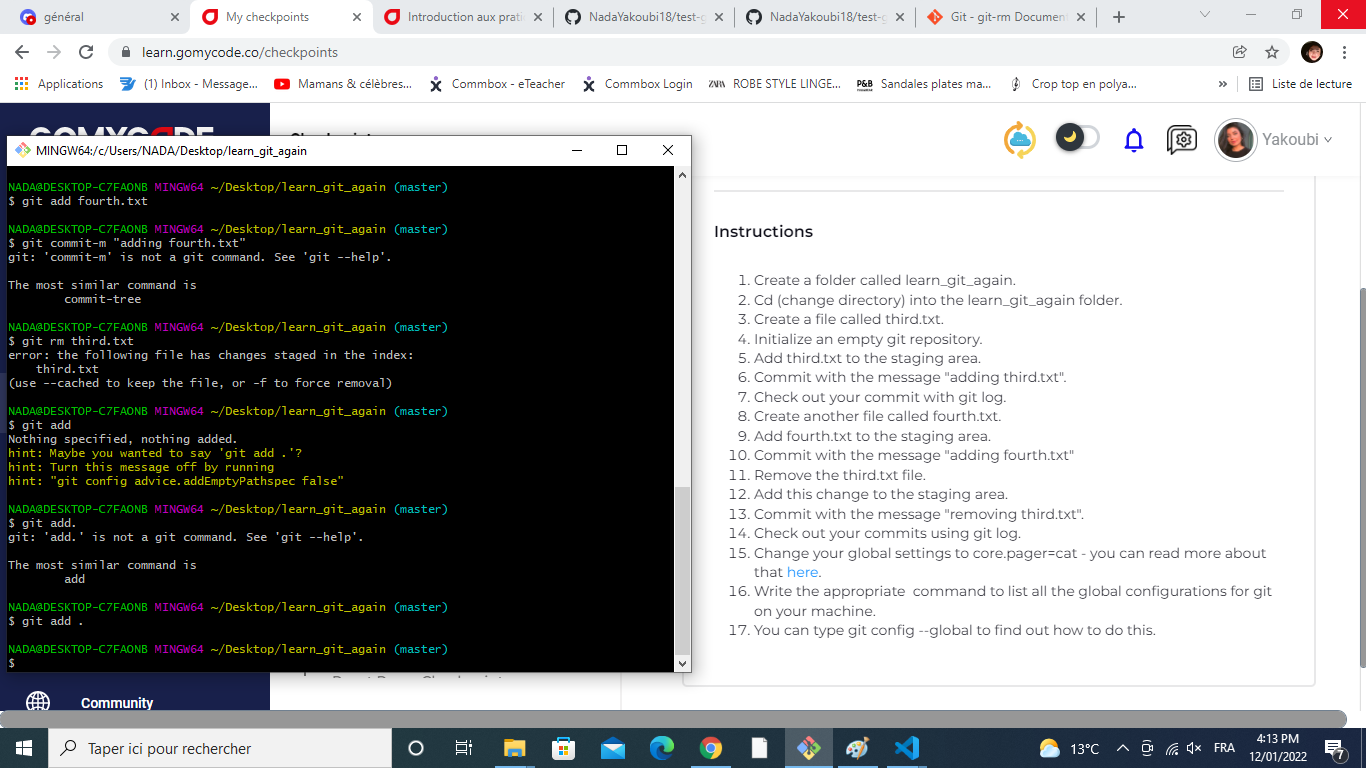 général
My checkpoints
Introduction aux prati
NadaYakoubi18/test-g
NadaYakoubi18/test-g
Git - git-rm Document
learn.gomycode.co/checkpoints
Applications
(1) Inbox - Message...
Mamans & célèbres...
Commbox - eTeacher
Commbox Login
ZARA
ROBE STYLE LINGE...
P&B
Sandales plates ma...
Crop top en polya...
»
Liste de lecture
GOMYCODE
Yakoubi
MINGW64:/c/Users/NADA/Desktop/learn_git_again
NADA@DESKTOP-C7FAONB MINGW64 ~/Desktop/learn_git_again (master)
$ git add fourth.txt
NADA@DESKTOP-C7FAONB MINGW64 ~/Desktop/learn_git_again (master)
$ git commit-m "adding fourth.txt"
git: 'commit-m' is not a git command. See 'git --help'.
The most similar command is
commit-tree
NADA@DESKTOP-C7FAONB MINGW64 ~/Desktop/learn_git_again (master)
$ git rm third.txt
error: the following file has changes staged in the index:
third.txt
(use --cached to keep the file, or -f to force removal)
NADA@DESKTOP-C7FAONB MINGW64 ~/Desktop/learn_git_again (master)
$ git add
Nothing specified, nothing added.
hint: Maybe you wanted to say 'git add .'?
hint: Turn this message off by running
hint: "git config advice.addEmptyPathspec false"
NADA@DESKTOP-C7FAONB MINGW64 ~/Desktop/learn_git_again (master)
$ git add.
git: 'add.' is not a git command. See 'git --help'.
The most similar command is
add
NADA@DESKTOP-C7FAONB MINGW64 ~/Desktop/learn_git_again (master)
$ git add .
NADA@DESKTOP-C7FAONB MINGW64 ~/Desktop/learn_git_again (master)
$
Instructions
1. Create a folder called learn_git_again.
2. Cd (change directory) into the learn_git_again folder.
3. Create a file called third.txt.
4. Initialize an empty git repository.
5. Add third.txt to the staging area.
6. Commit with the message "adding third.txt".
7. Check out your commit with git log.
8. Create another file called fourth.txt.
9. Add fourth.txt to the staging area.
10. Commit with the message "adding fourth.txt"
11. Remove the third.txt file.
12. Add this change to the staging area.
13. Commit with the message "removing third.txt".
14. Check out your commits using git log.
15. Change your global settings to core.pager=cat - you can read more about
that here.
16. Write the appropriate command to list all the global configurations for git
on your machine.
17. You can type git config --global to find out how to do this.
Community
Taper ici pour rechercher
13°C
FRA
4:13 PM
12/01/2022
7